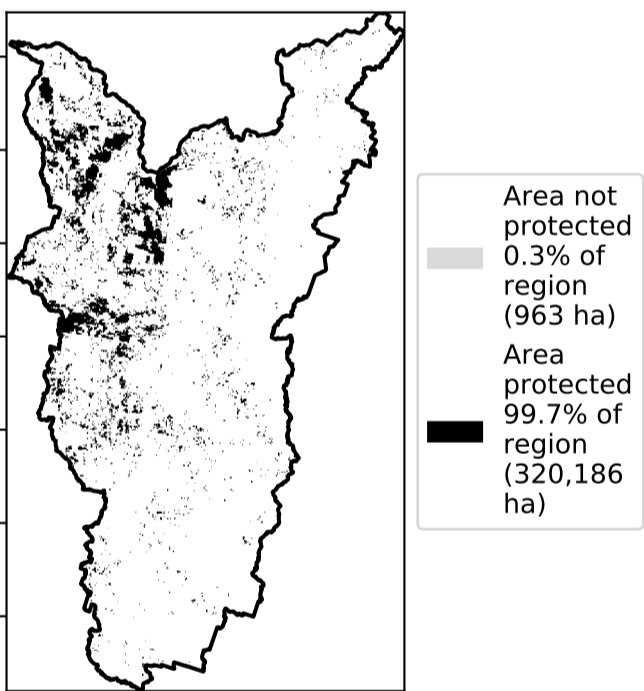 Area not
protected
0.3% of
region
(963 ha)
Area
protected
99.7% of
region
(320,186
ha)